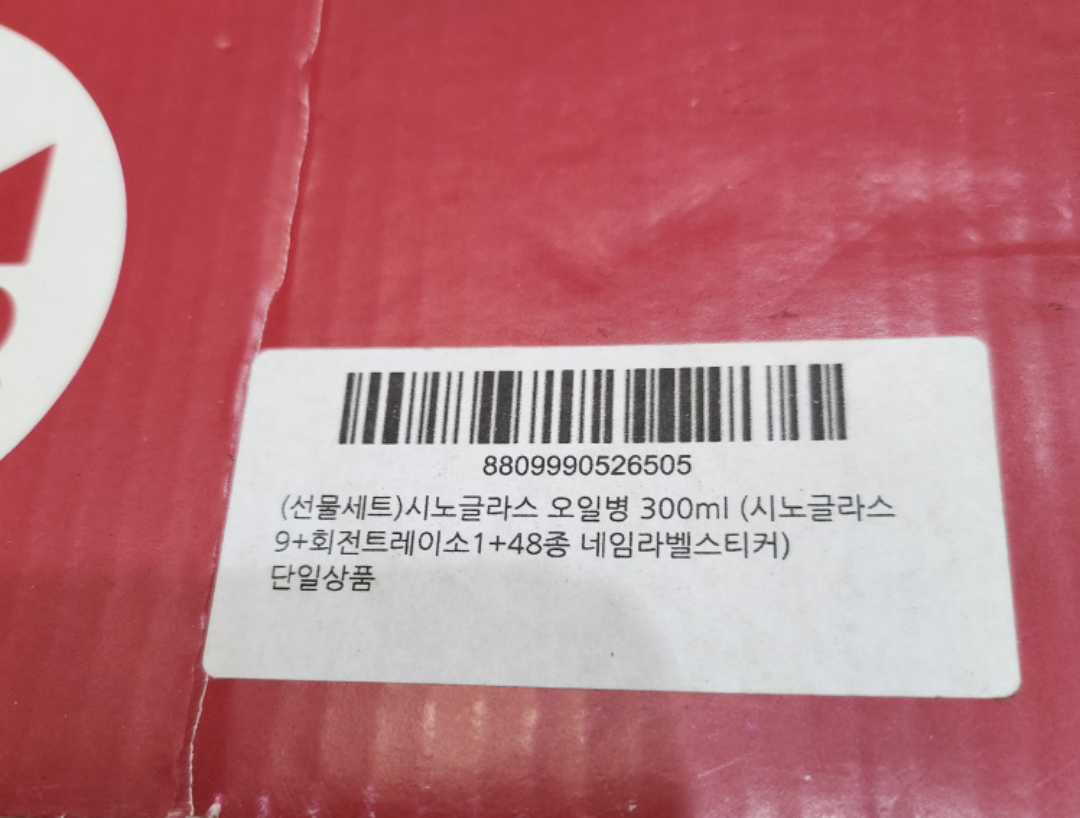 8809990526505
(선물세트)시노글라스 오일병 300ml (시노글라스
9+회전트레이소1+48종 네임라벨스티커)
단일상품